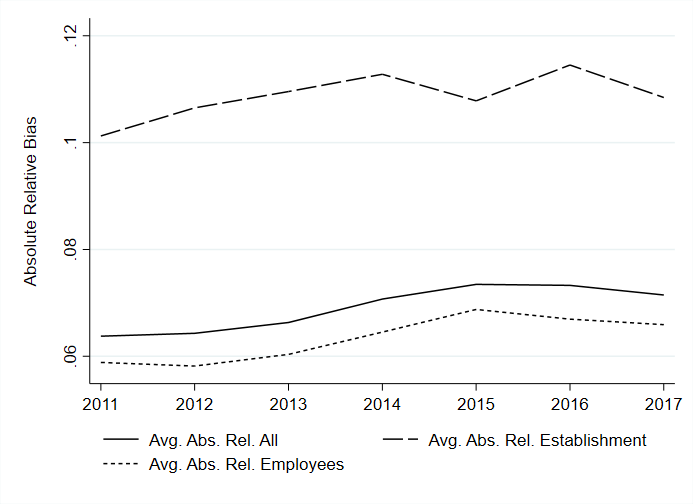 .12
.1
.08
.06
Absolute Relative Bias
2011 2012 2013 2014 2015 2016 2017
Avg. Abs. Rel. All Avg. Abs. Rel. Establishment
Avg. Abs. Rel. Employees